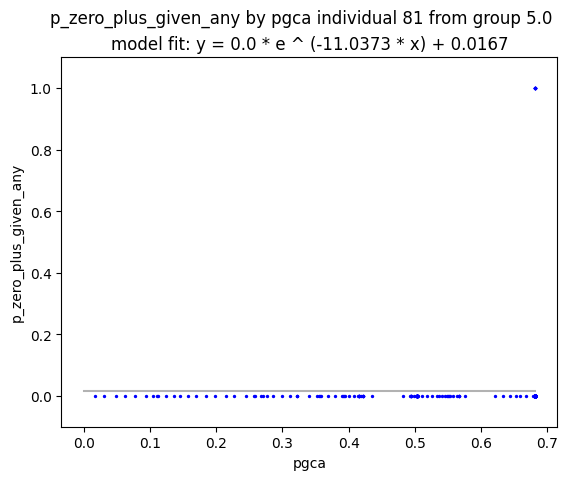 p_zero_plus_given_any by pgca individual 81 from group 5.0
model fit: y = 0.0 * e ^ (-11.0373 * x) + 0.0167
1.0
0.8
0.6
0.4
0.2
0.0
p_zero_plus_given_any
0.0 0.1 0.2 0.3 0.4 0.5 0.6 0.7
pgca